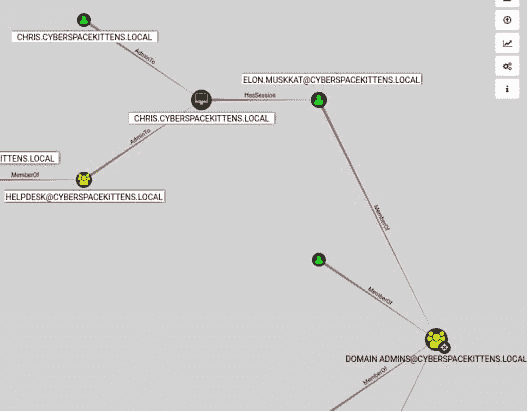 CHRIS.CYBERSPACEKITTENS.LOCAL
AdminTo
ELON.MUSKKAT@CYBERSPACEKITTENS.LOCAL
HasSession
CHRIS.CYBERSPACEKITTENS.LOCAL
AdminTo
ITTENS.LOCAL
MemberOf
HELPDESK@CYBERSPACEKITTENS.LOCAL
MemberOf
MemberOf
DOMAIN ADMINS@CYBERSPACEKITTENS.LOCAL
MemberOf